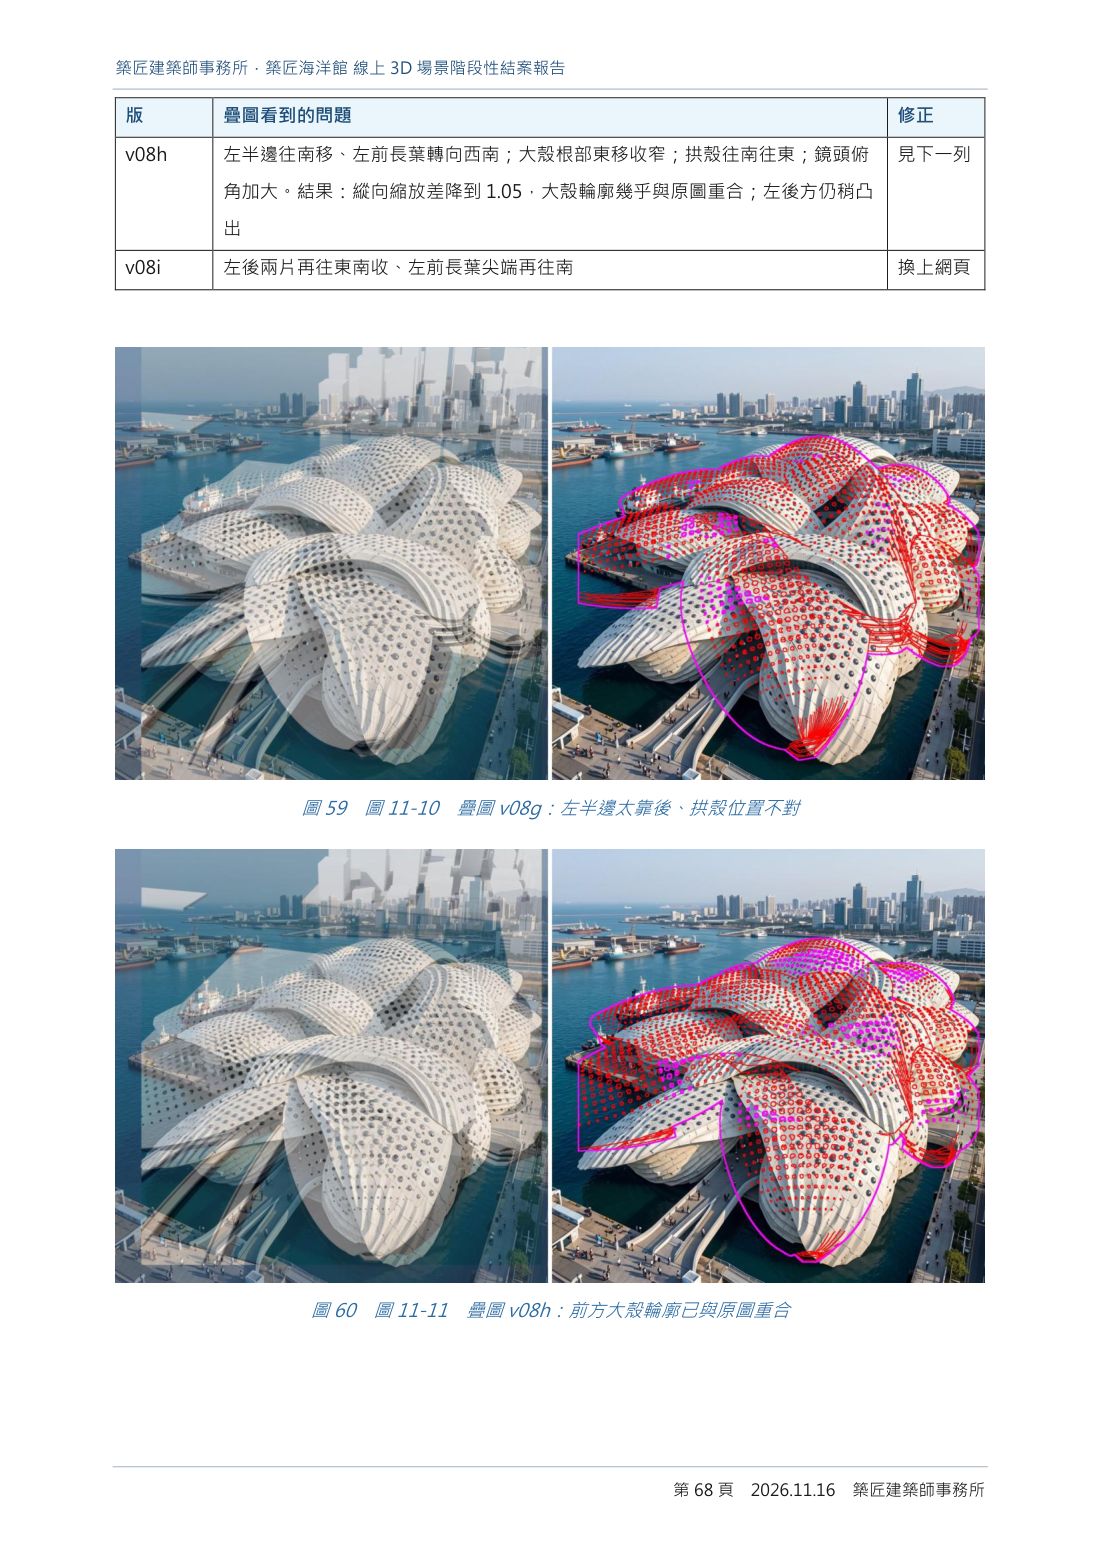 築匠建築師事務所．築匠海洋館 線上 3D 場景階段性結案報告
版 疊圖看到的問題 修正
v08h 左半邊往南移、左前長葉轉向西南；大殼根部東移收窄；拱殼往南往東；鏡頭俯 見下一列
角加大。結果：縱向縮放差降到 1.05，大殼輪廓幾乎與原圖重合；左後方仍稍凸
出
v08i 左後兩片再往東南收、左前長葉尖端再往南 換上網頁
圖 59 圖 11-10 疊圖 v08g：左半邊太靠後、拱殼位置不對
圖 60 圖 11-11 疊圖 v08h：前方大殼輪廓已與原圖重合
第 68 頁 2026.11.16 築匠建築師事務所